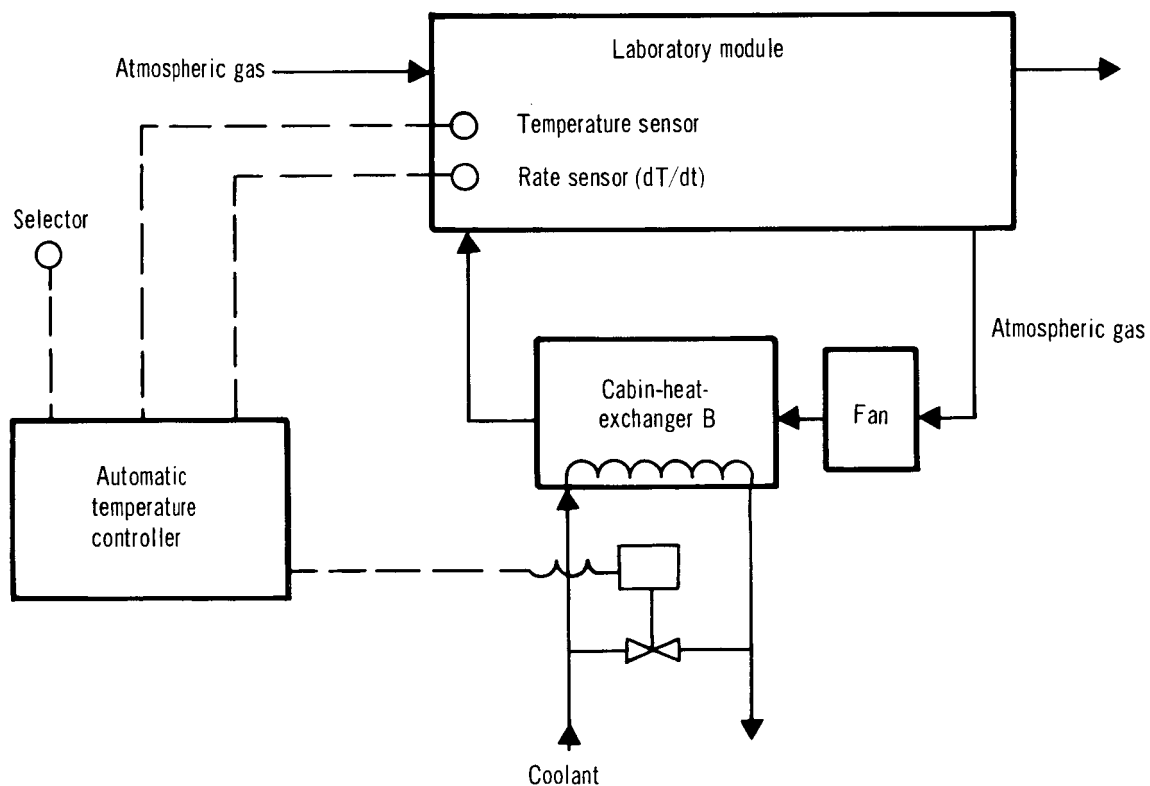 Laboratory module
Atmospheric gas
Temperature sensor
Rate sensor (dT/dt)
Selector
Atmospheric gas
Cabin-heat-
exchanger B
Fan
Automatic
temperature
controller
Coolant